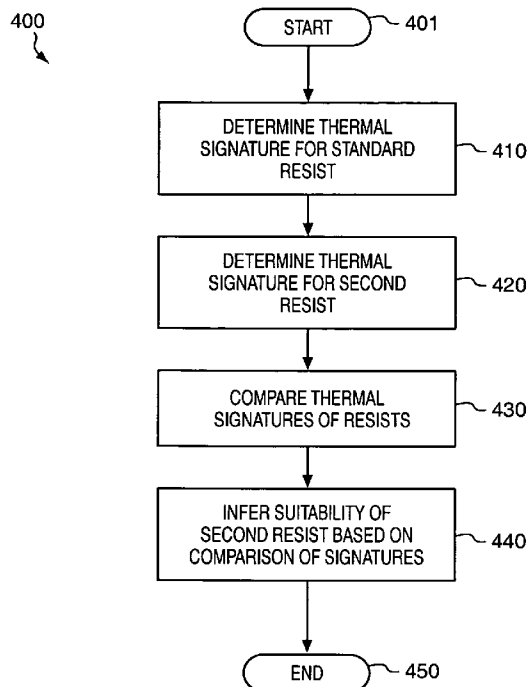 400
START
401
DETERMINE THERMAL
SIGNATURE FOR STANDARD
RESIST
410
DETERMINE THERMAL
SIGNATURE FOR SECOND
RESIST
420
COMPARE THERMAL
SIGNATURES OF RESISTS
430
INFER SUITABILITY OF
SECOND RESIST BASED ON
COMPARISON OF SIGNATURES
440
END
450